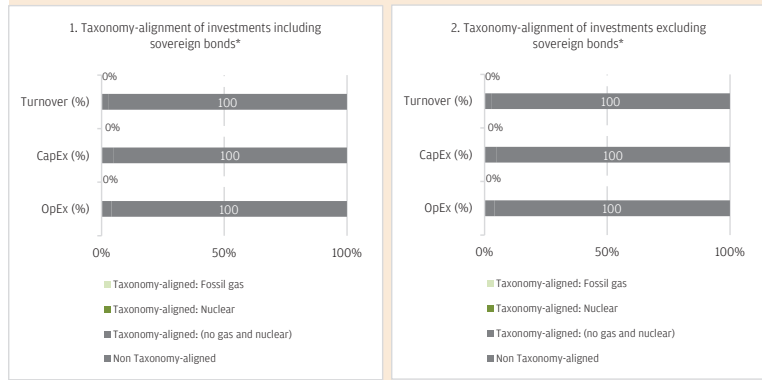 1. Taxonomy-alignment of investments including
sovereign bonds*
0%
Turnover (%)
100
0%
CapEx (%)
100
0%
OpEx (%)
100
0%
50%
100%
Taxonomy-aligned: Fossil gas
Taxonomy-aligned: Nuclear
Taxonomy-aligned: (no gas and nuclear)
Non Taxonomy-aligned
2. Taxonomy-alignment of investments excluding
sovereign bonds*
0%
Turnover (%)
100
0%
CapEx (%)
100
0%
OpEx (%)
100
0%
50%
100%
Taxonomy-aligned: Fossil gas
Taxonomy-aligned: Nuclear
Taxonomy-aligned: (no gas and nuclear)
Non Taxonomy-aligned